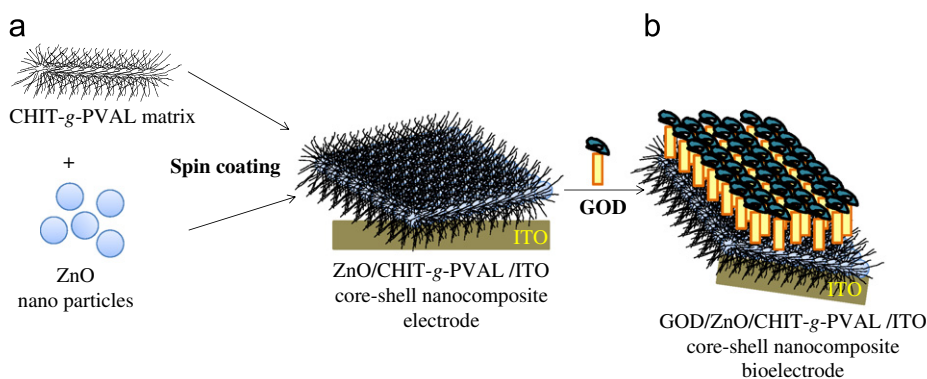 a
CHIT-g-PVAL matrix
+
ZnO
nano particles
Spin coating
ITO
ZnO/CHIT-g-PVAL /ITO
core-shell nanocomposite
electrode
GOD
b
ITO
GOD/ZnO/CHIT-g-PVAL /ITO
core-shell nanocomposite
bioelectrode